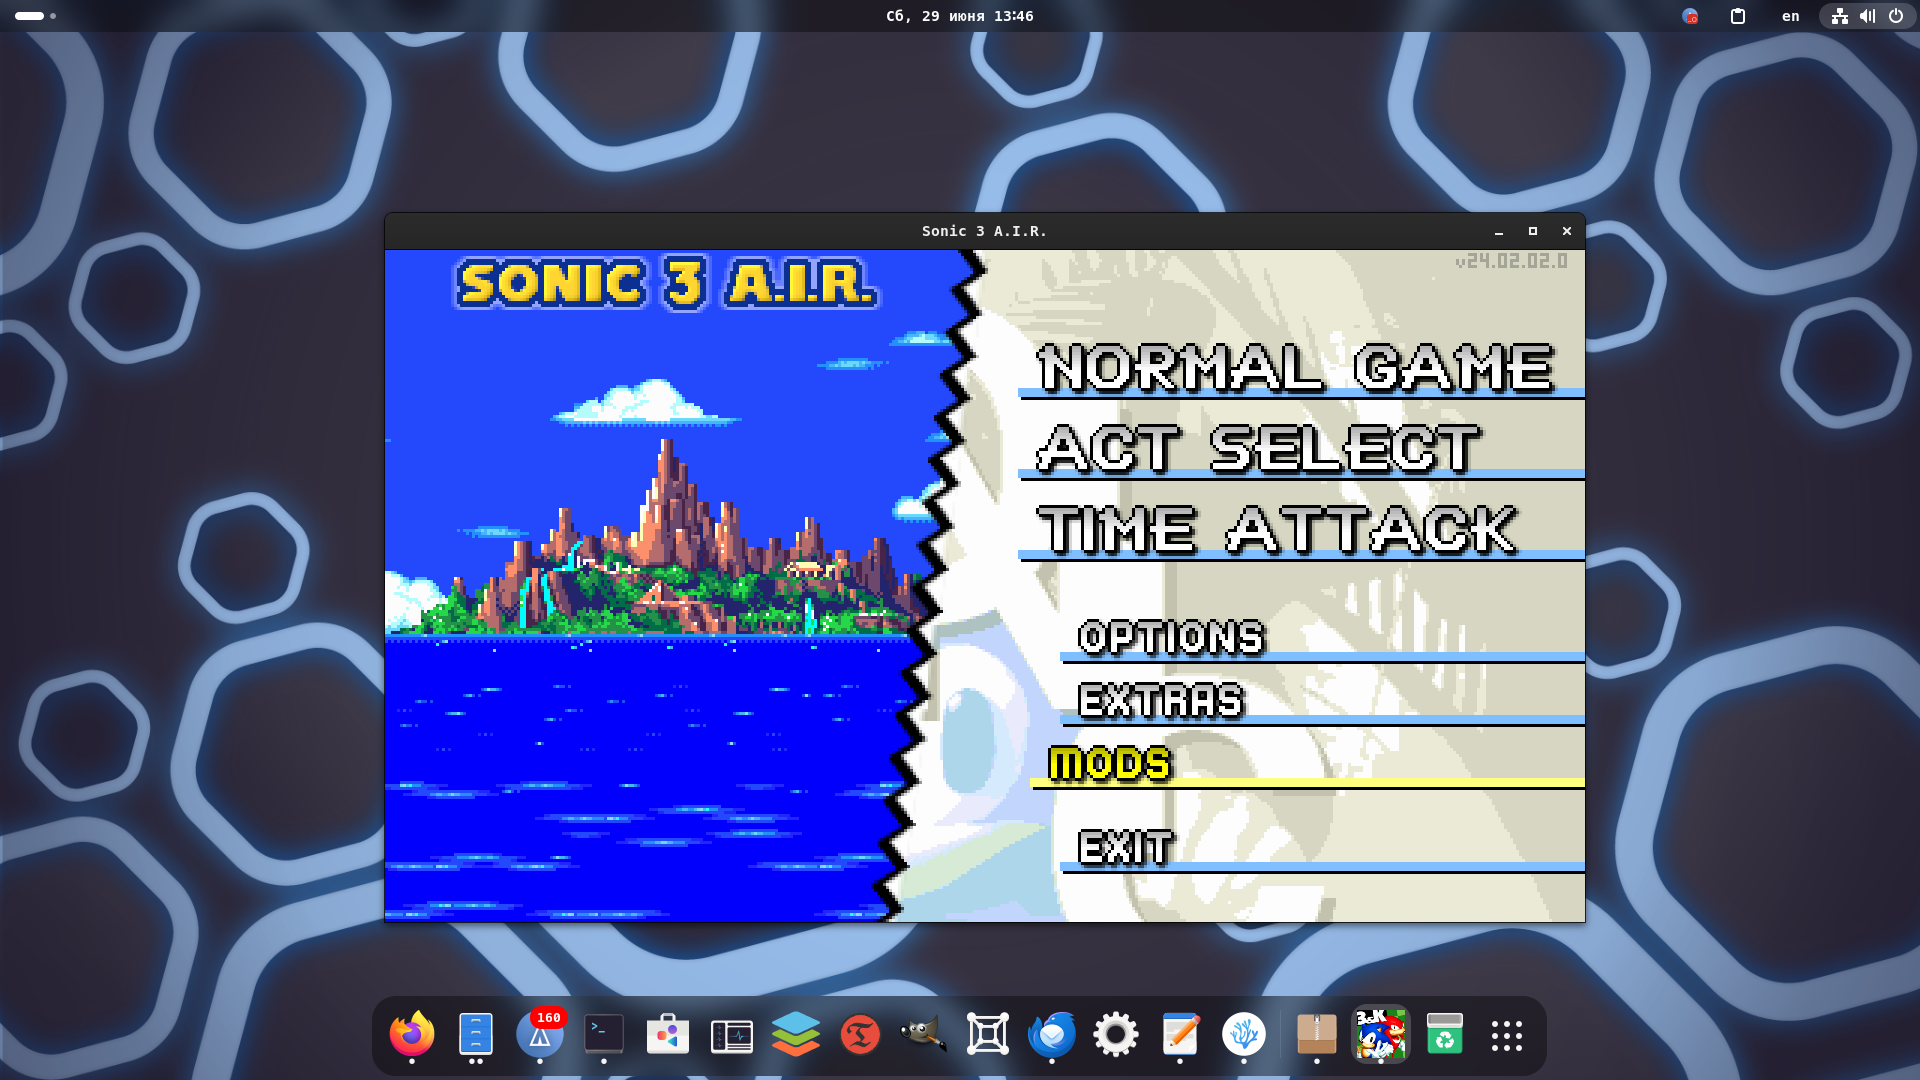 Сб, 29 июня 13:46
en
Sonic 3 A.I.R.
SONIC 3 A.I.R.
v24.02.02.0
NORMAL GAME
ACT SELECT
TIME ATTACK
OPTIONS
EXTRAS
MODS
EXIT
160
>_
3&K